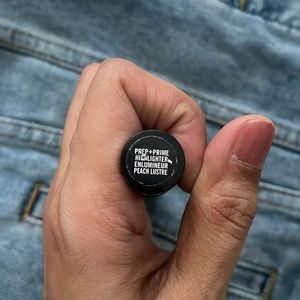 PREP+PRIME
HIGHLIGHTER
ENLUMINEUR
PEACH LUSTRE